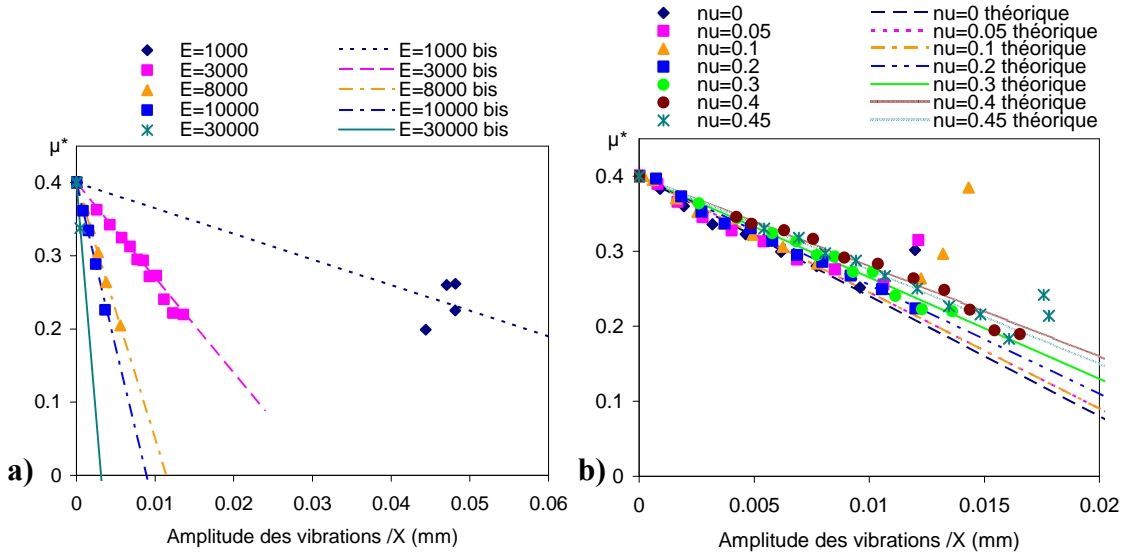 E=1000
E=3000
E=8000
E=10000
E=30000
E=1000 bis
E=3000 bis
E=8000 bis
E=10000 bis
E=30000 bis
µ*
0.4
0.3
0.2
0.1
0
0
0.01
0.02
0.03
0.04
0.05
0.06
a)
Amplitude des vibrations /X (mm)
nu=0
nu=0.05
nu=0.1
nu=0.2
nu=0.3
nu=0.4
nu=0.45
nu=0 théorique
nu=0.05 théorique
nu=0.1 théorique
nu=0.2 théorique
nu=0.3 théorique
nu=0.4 théorique
nu=0.45 théorique
µ*
0.4
0.3
0.2
0.1
0
0
0.005
0.01
0.015
0.02
b)
Amplitude des vibrations /X (mm)